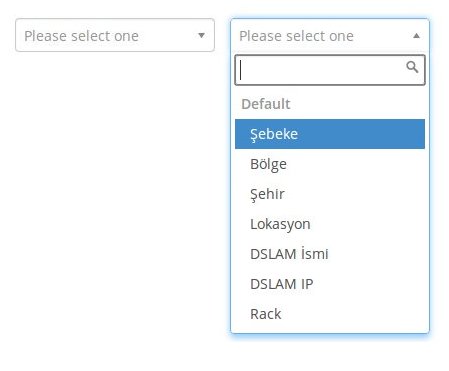 Please select one
Please select one
Default
Şebeke
Bölge
Şehir
Lokasyon
DSLAM İsmi
DSLAM IP
Rack